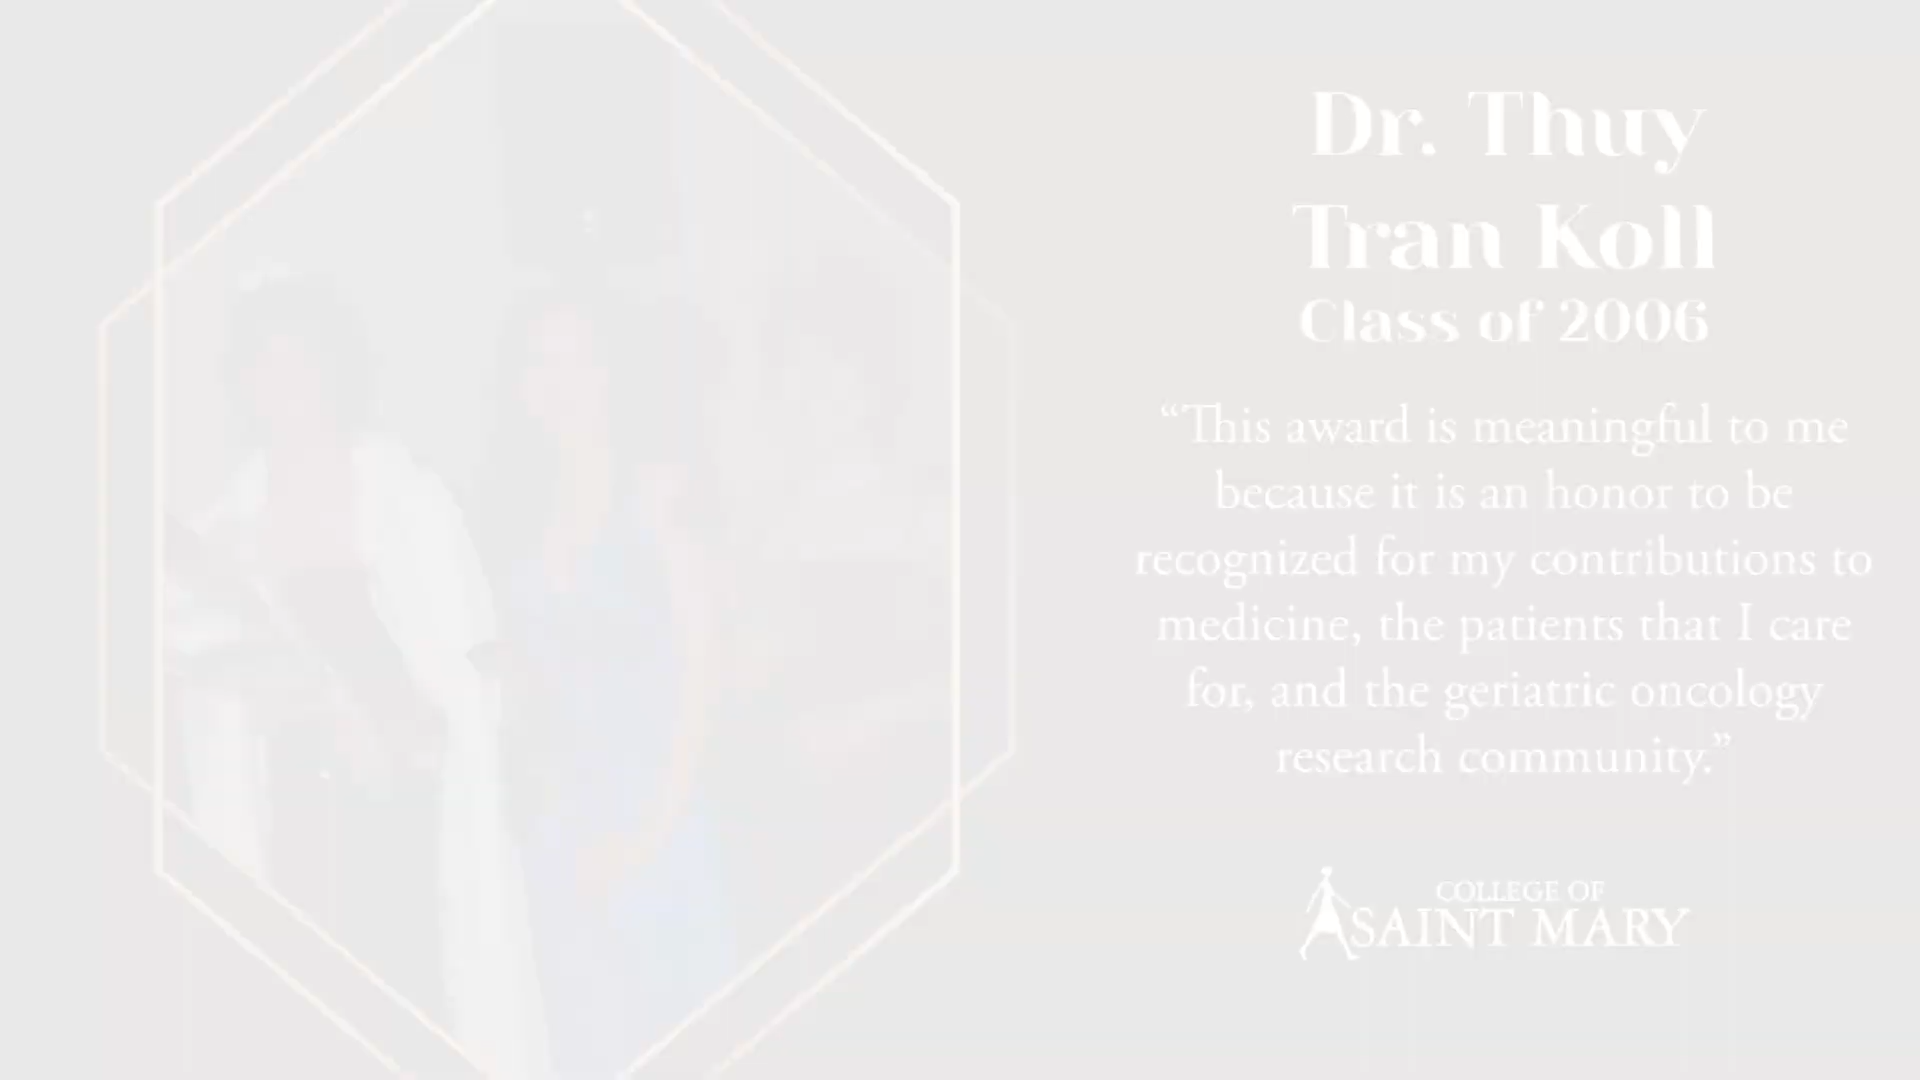 Dr. Thuy
Tran Koll
Class of 2006
“This award is meaningful to me
because it is an honor to be
recognized for my contributions to
medicine, the patients that I care
for, and the geriatric oncology
research community.”
COLLEGE OF
SAINT MARY